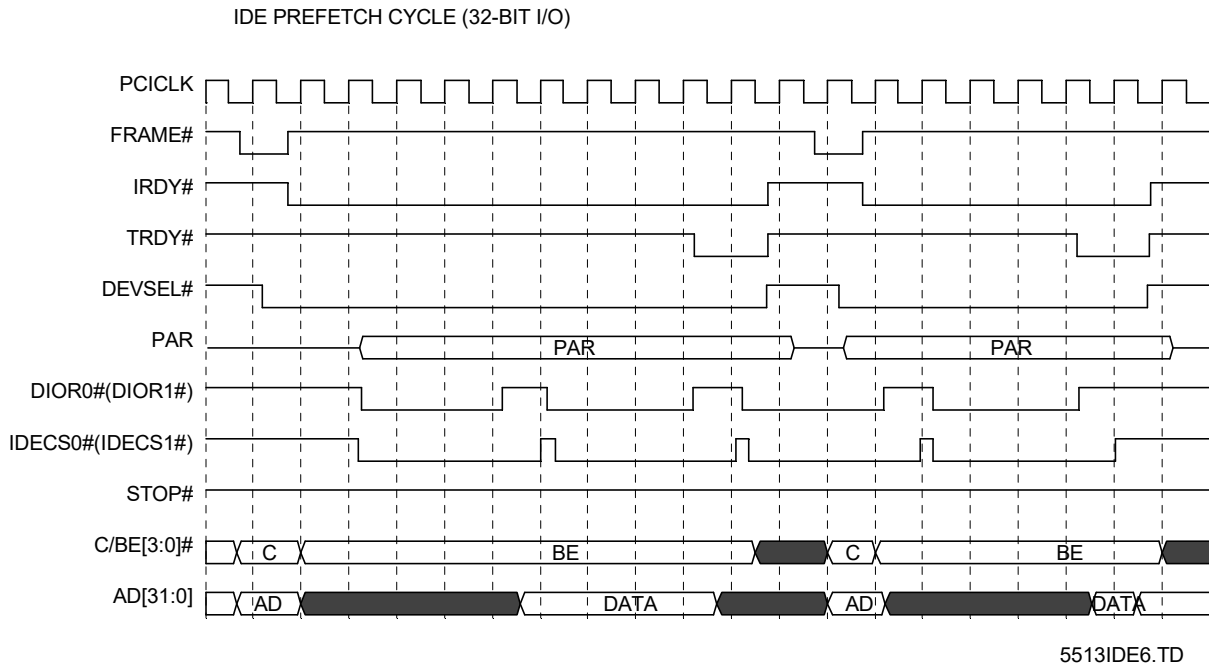 IDE PREFETCH CYCLE (32-BIT I/O)
PCICLK
FRAME#
IRDY#
TRDY#
DEVSEL#
PAR PAR PAR
DIOR0#(DIOR1#)
IDECS0#(IDECS1#)
STOP#
C/BE[3:0]# C BE C BE
AD[31:0] AD DATA AD DATA
5513IDE6.TD